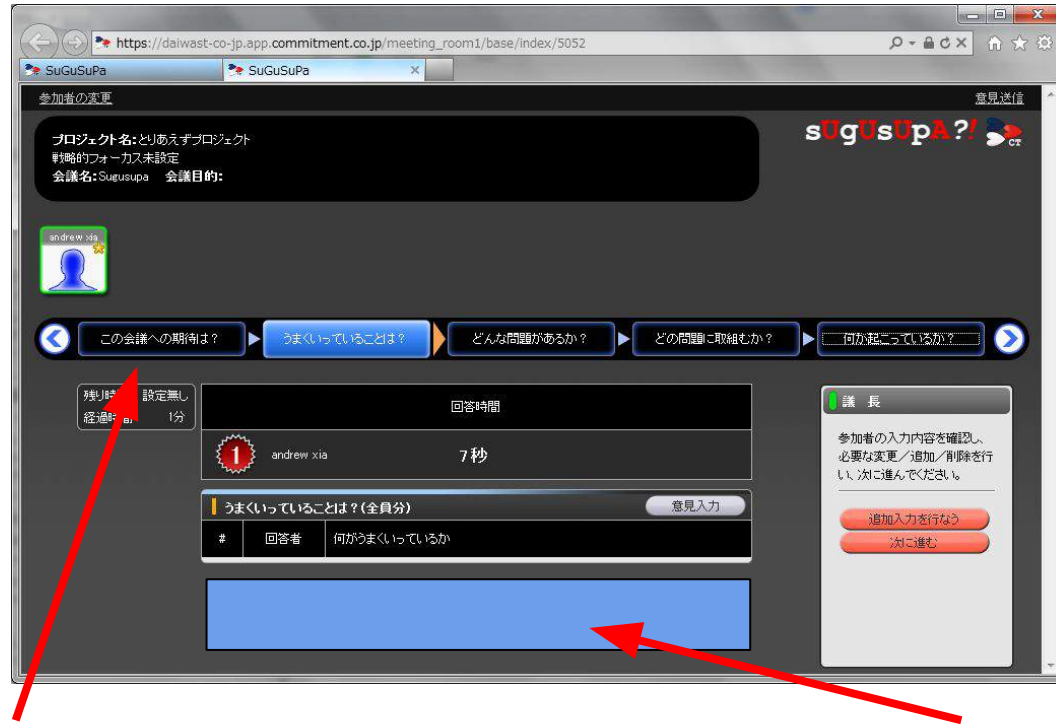 https://daiwast-co-jp.app.commitment.co.jp/meeting_room1/base/index/5052
SuGuSuPa
SuGuSuPa
参加者の変更
意見送信
プロジェクト名:とりあえずプロジェクト
戦略的フォーカス未設定
会議名:Sugusupa 会議目的:
sUgUsUpA?!
CT
andrew xia
この会議への期待は?
うまくいっていることは?
どんな問題があるか?
どの問題に取組むか?
何が起こっているか?
残り時 設定無し
経過時 1分
回答時間
1 andrew xia 7秒
うまくいっていることは?(全員分) 意見入力
# 回答者 何がうまくいっているか
議 長
参加者の入力内容を確認し、
必要な変更/追加/削除を行
い、次に進んでください。
追加入力を行なう
次に進む